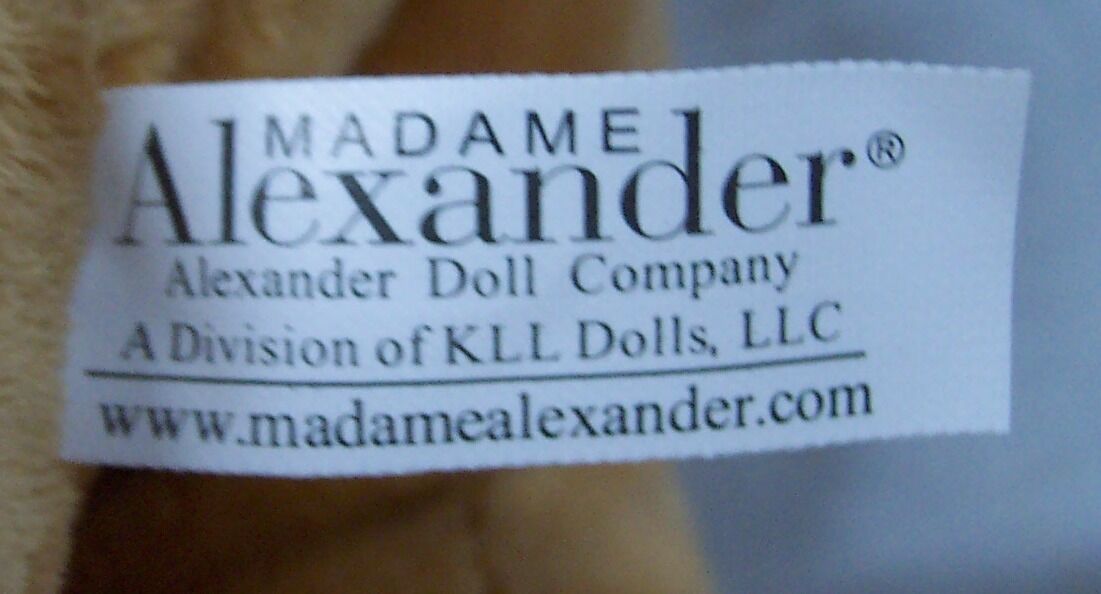 MADAME
Alexander®
Alexander Doll Company
A Division of KLL Dolls, LLC
www.madamealexander.com